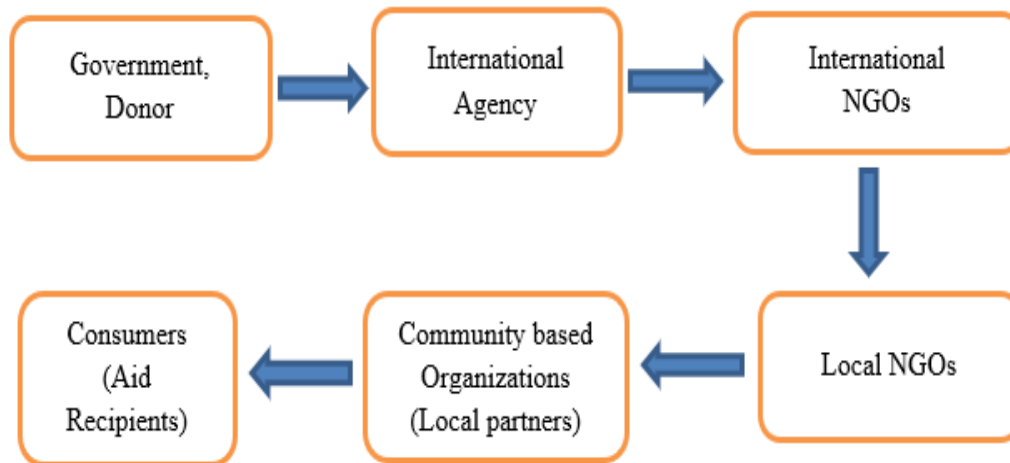 Government,
Donor
International
Agency
International
NGOs
Local NGOs
Community based
Organizations
(Local partners)
Consumers
(Aid
Recipients)